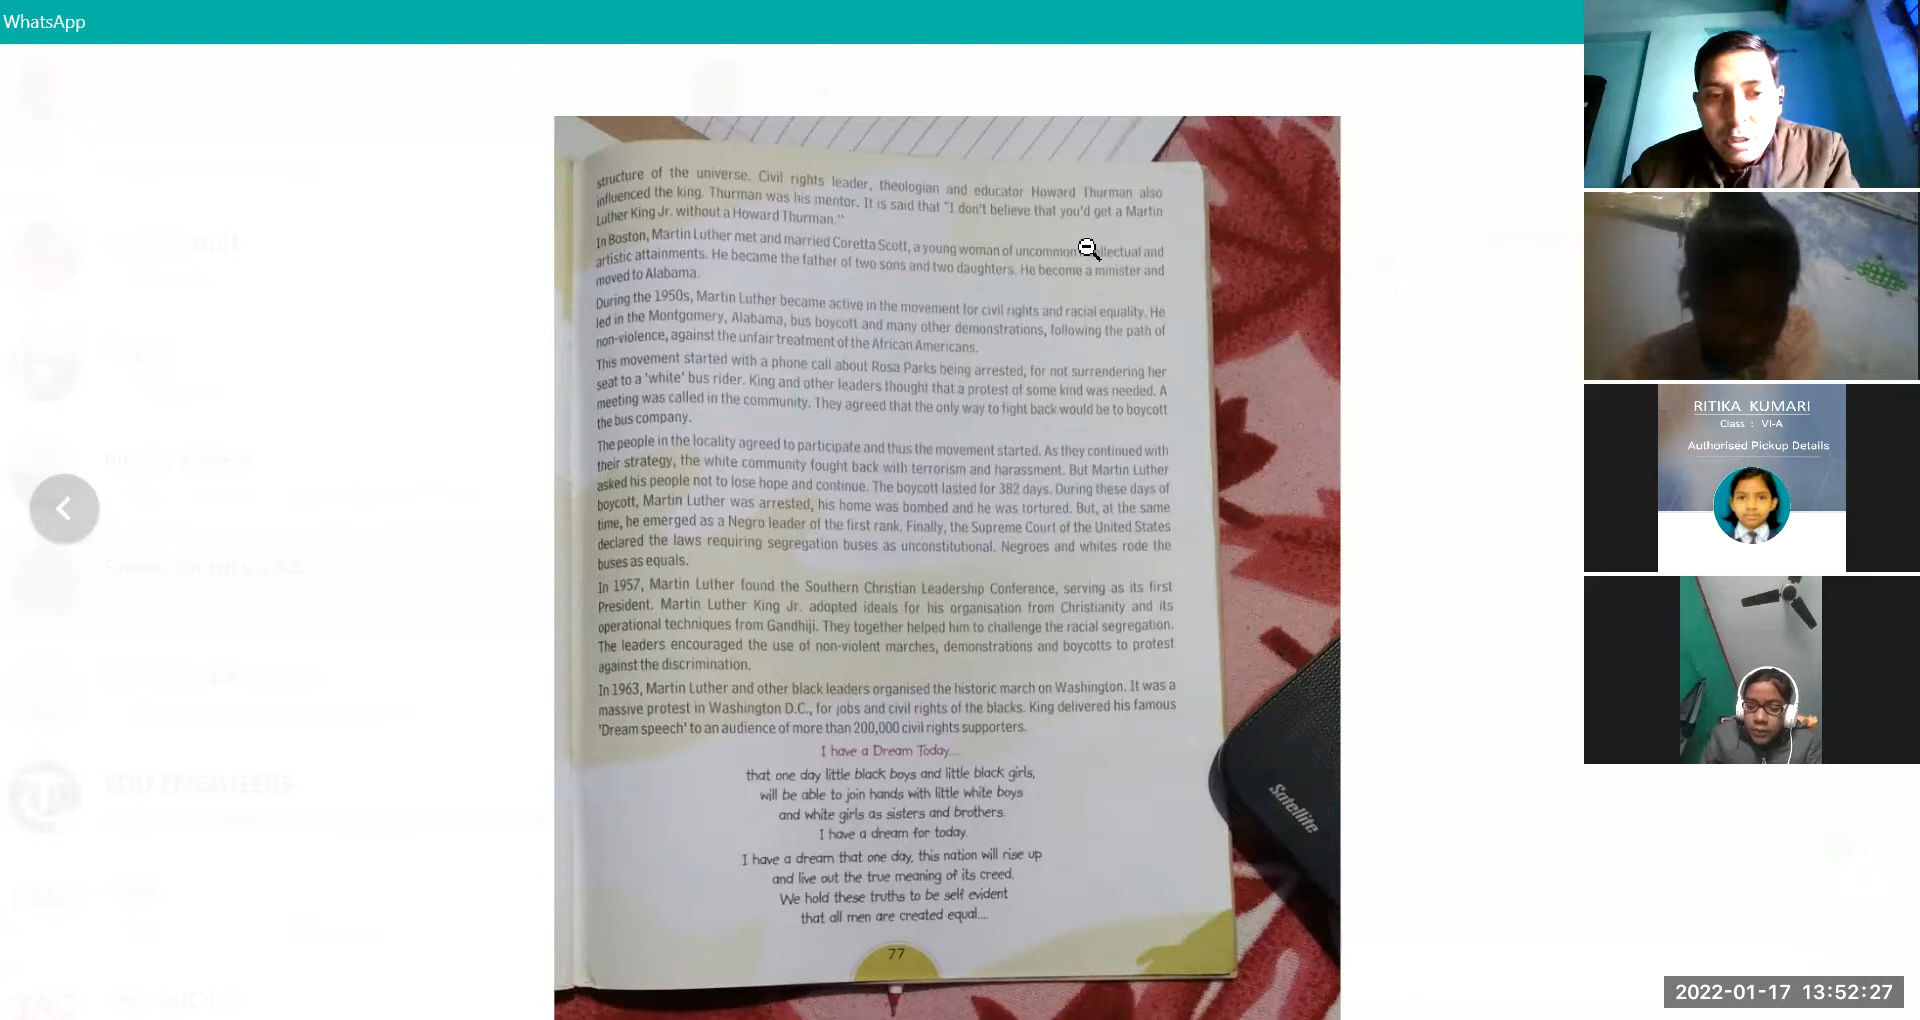 WhatsApp
structure of the universe. Civil rights leader, theologian and educator Howard Thurman also
influenced the king. Thurman was his mentor. It is said that "I don't believe that you'd get a Martin
Luther King Jr. without a Howard Thurman."
In Boston, Martin Luther met and married Coretta Scott, a young woman of uncommon and
artistic attainments. He became the father of two sons and two daughters. He become a minister and
moved to Alabama.
During the 1950s, Martin Luther became active in the movement for civil rights and racial equality. He
led in the Montgomery, Alabama, bus boycott and many other demonstrations, following the path of
non-violence, against the unfair treatment of the African Americans.
This movement started with a phone call about Rosa Parks being arrested, for not surrendering her
seat to a 'white' bus rider. King and other leaders thought that a protest of some kind was needed. A
meeting was called in the community. They agreed that the only way to fight back would be to boycott
the bus company.
The people in the locality agreed to participate and thus the movement started. As they continued with
their strategy, the white community fought back with terrorism and harassment. But Martin Luther
asked his people not to lose hope and continue. The boycott lasted for 382 days. During these days of
boycott, Martin Luther was arrested, his home was bombed and he was tortured. But, at the same
time, he emerged as a Negro leader of the first rank. Finally, the Supreme Court of the United States
declared the laws requiring segregation buses as unconstitutional. Negroes and whites rode the
buses as equals.
In 1957, Martin Luther found the Southern Christian Leadership Conference, serving as its first
President. Martin Luther King Jr. adopted ideals for his organisation from Christianity and its
operational techniques from Gandhiji. They together helped him to challenge the racial segregation.
The leaders encouraged the use of non-violent marches, demonstrations and boycotts to protest
against the discrimination.
In 1963, Martin Luther and other black leaders organised the historic march on Washington. It was a
massive protest in Washington D.C., for jobs and civil rights of the blacks. King delivered his famous
'Dream speech' to an audience of more than 200,000 civil rights supporters.
I have a Dream Today....
that one day little black boys and little black girls,
will be able to join hands with little white boys
and white girls as sisters and brothers.
I have a dream for today.
I have a dream that one day, this nation will rise up
and live out the true meaning of its creed.
We hold these truths to be self evident
that all men are created equal....
77
Satellite
RITIKA KUMARI
Class : VI-A
Authorised Pickup Details
2022-01-17 13:52:27